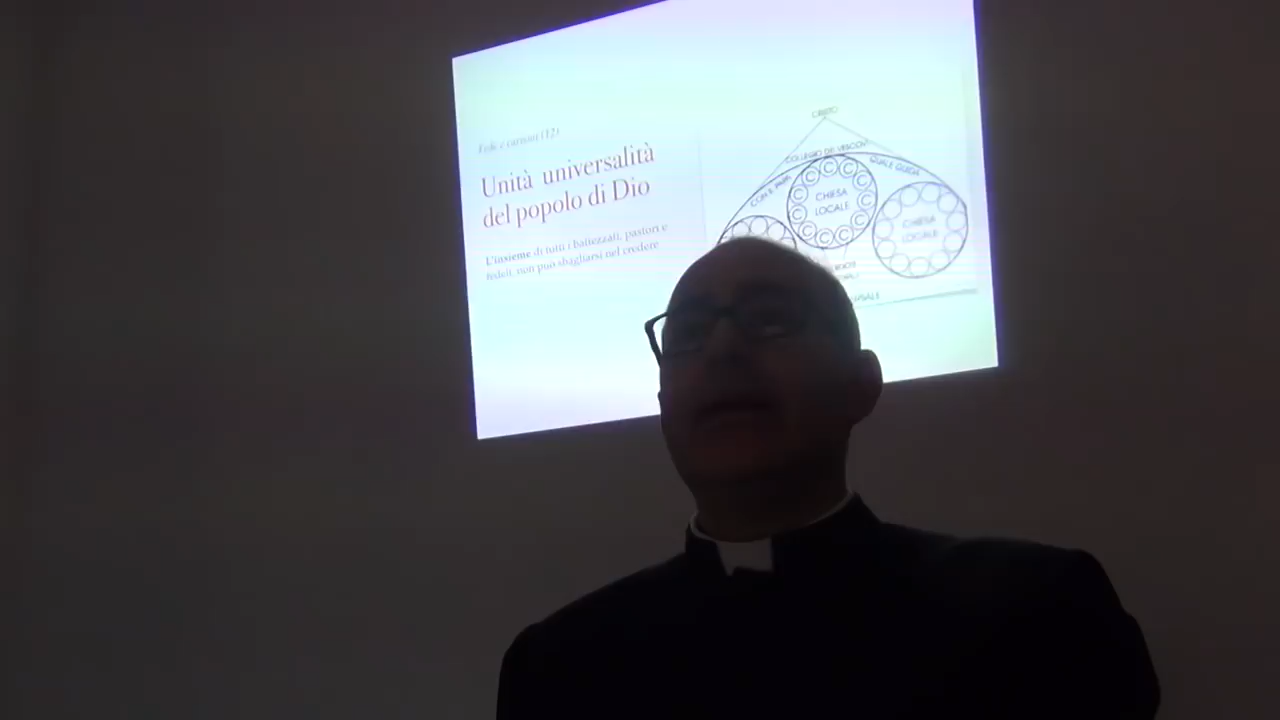 Fede e carismi (12)
Unità universalità
del popolo di Dio
L'insieme di tutti i battezzati, pastori e
fedeli, non può sbagliarsi nel credere
CRISTO
COLLEGIO DEI VESCOVI
CON IL PAPA
QUALE GUIDA
C C C C C C C C C C C
CHIESA
LOCALE
CHIESA
LOCALE